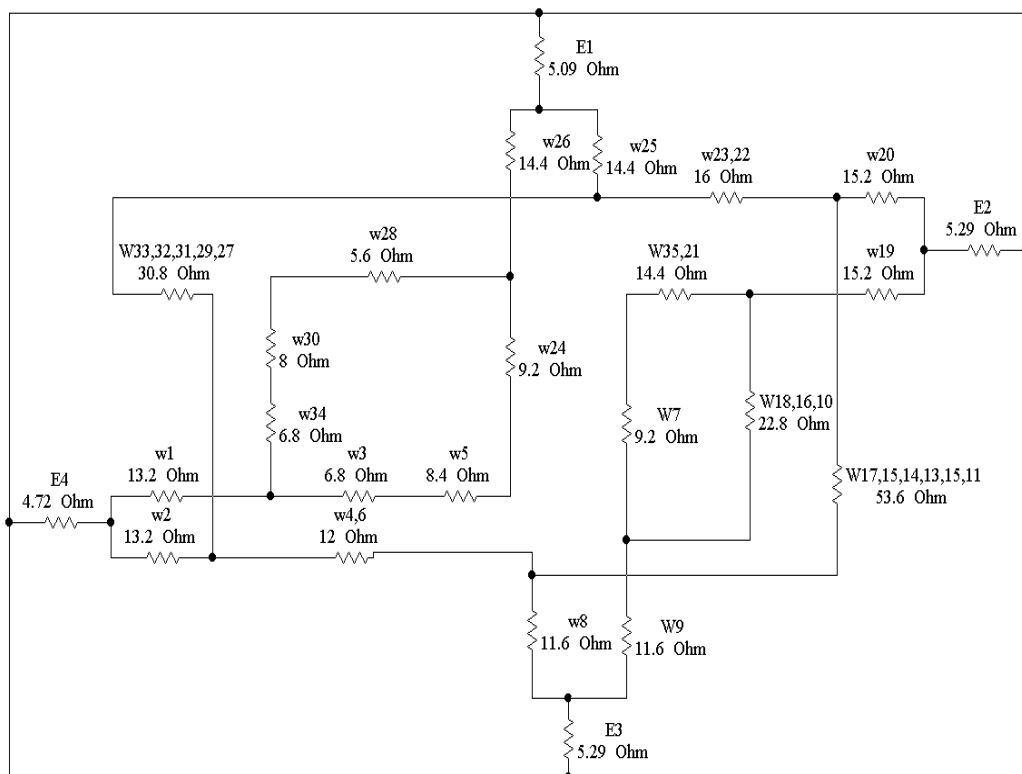 E1
5.09 Ohm
w26
14.4 Ohm
w25
14.4 Ohm
w23,22
16 Ohm
w20
15.2 Ohm
E2
5.29 Ohm
w28
5.6 Ohm
W33,32,31,29,27
30.8 Ohm
W35,21
14.4 Ohm
w19
15.2 Ohm
w30
8 Ohm
w24
9.2 Ohm
w34
6.8 Ohm
W7
9.2 Ohm
W18,16,10
22.8 Ohm
w1
13.2 Ohm
w3
6.8 Ohm
w5
8.4 Ohm
E4
4.72 Ohm
W17,15,14,13,15,11
53.6 Ohm
w2
13.2 Ohm
w4,6
12 Ohm
w8
11.6 Ohm
W9
11.6 Ohm
E3
5.29 Ohm